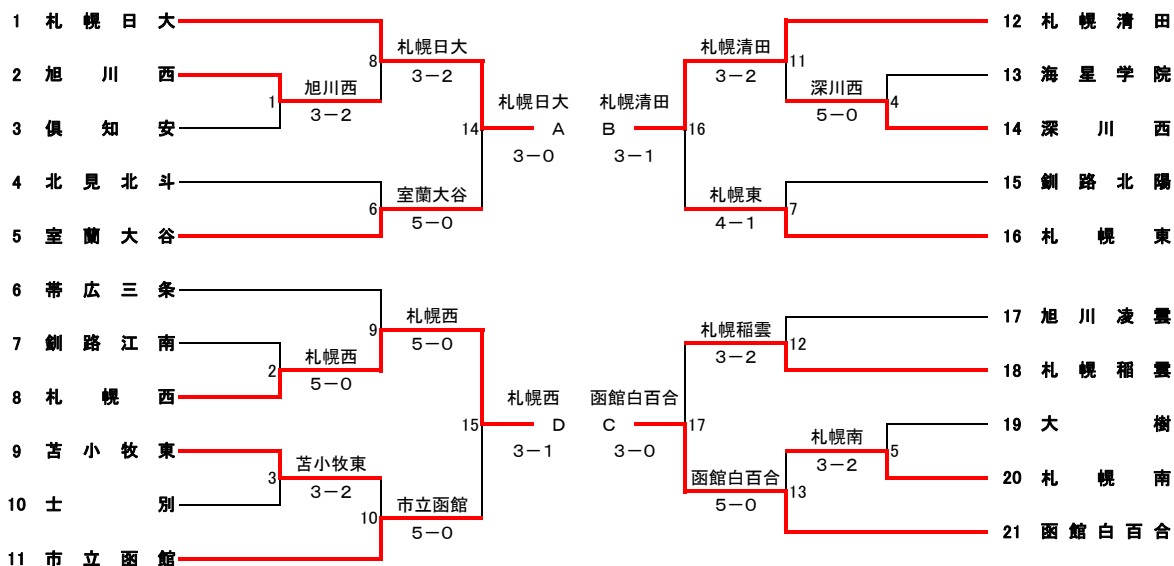 1 札幌日大
2 旭川西
3 倶知安
4 北見北斗
5 室蘭大谷
6 帯広三条
7 釧路江南
8 札幌西
9 苫小牧東
10 士別
11 市立函館
1 旭川西
3－2
8 札幌日大
3－2
6 室蘭大谷
5－0
14 札幌日大
A
3－0
2 札幌西
5－0
9 札幌西
5－0
3 苫小牧東
3－2
10 市立函館
5－0
15 札幌西
D
3－1
札幌清田
B 16
3－1
札幌清田
3－2 11
深川西
5－0 4
札幌東
4－1 7
函館白百合
C 17
3－0
札幌稲雲
3－2 12
札幌南
3－2 5
函館白百合
5－0 13
12 札幌清田
13 海星学院
14 深川西
15 釧路北陽
16 札幌東
17 旭川凌雲
18 札幌稲雲
19 大樹
20 札幌南
21 函館白百合